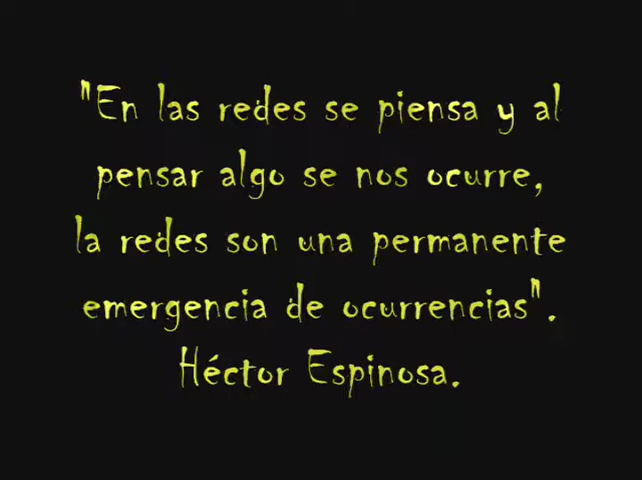 "En las redes se piensa y al
pensar algo se nos ocurre,
la redes son una permanente
emergencia de ocurrencias".
Héctor Espinosa.